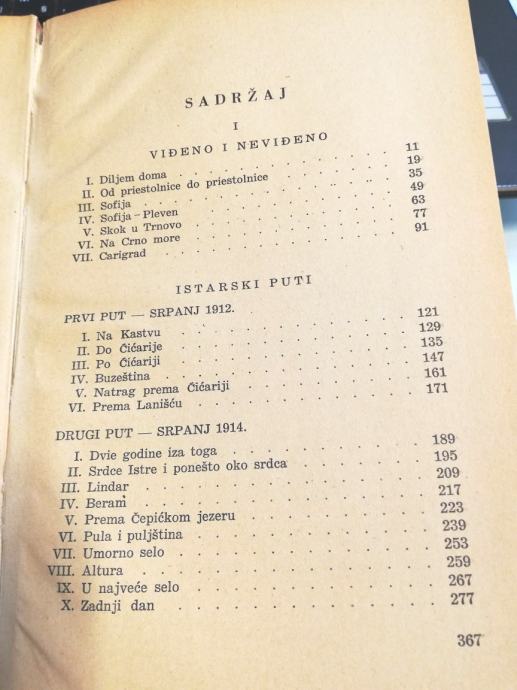 SADRŽAJ
I
VIĐENO I NEVIĐENO
I. Diljem doma 11
II. Od priestolnice do priestolnice 19
III. Sofija 35
IV. Sofija – Pleven 49
V. Skok u Trnovo 63
VI. Na Crno more 77
VII. Carigrad 91
ISTARSKI PUTI
PRVI PUT — SRPANJ 1912.
I. Na Kastvu 121
II. Do Ćićarije 129
III. Po Ćićariji 135
IV. Buzeština 147
V. Natrag prema Ćićariji 161
VI. Prema Lanišću 171
DRUGI PUT — SRPANJ 1914.
I. Dvie godine iza toga 189
II. Srdce Istre i ponešto oko srdca 195
III. Lindar 209
IV. Beram 217
V. Prema Čepićkom jezeru 223
VI. Pula i puljština 239
VII. Umorno selo 253
VIII. Altura 259
IX. U najveće selo 267
X. Zadnji dan 277
367